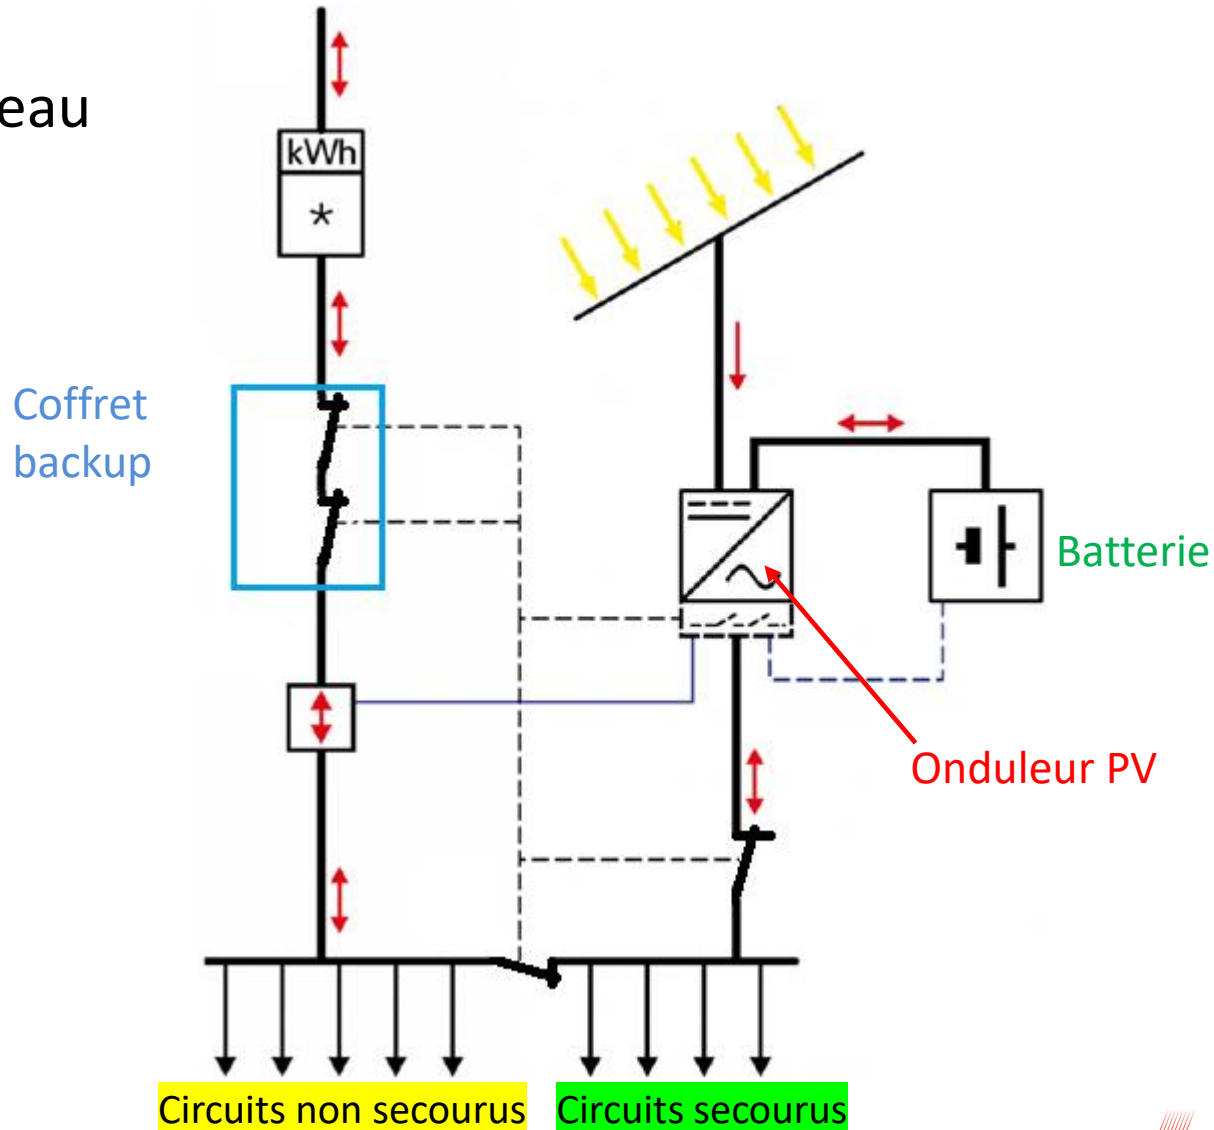 eau
kWh
*
Coffret
backup
Batterie
Onduleur PV
Circuits non secourus
Circuits secourus